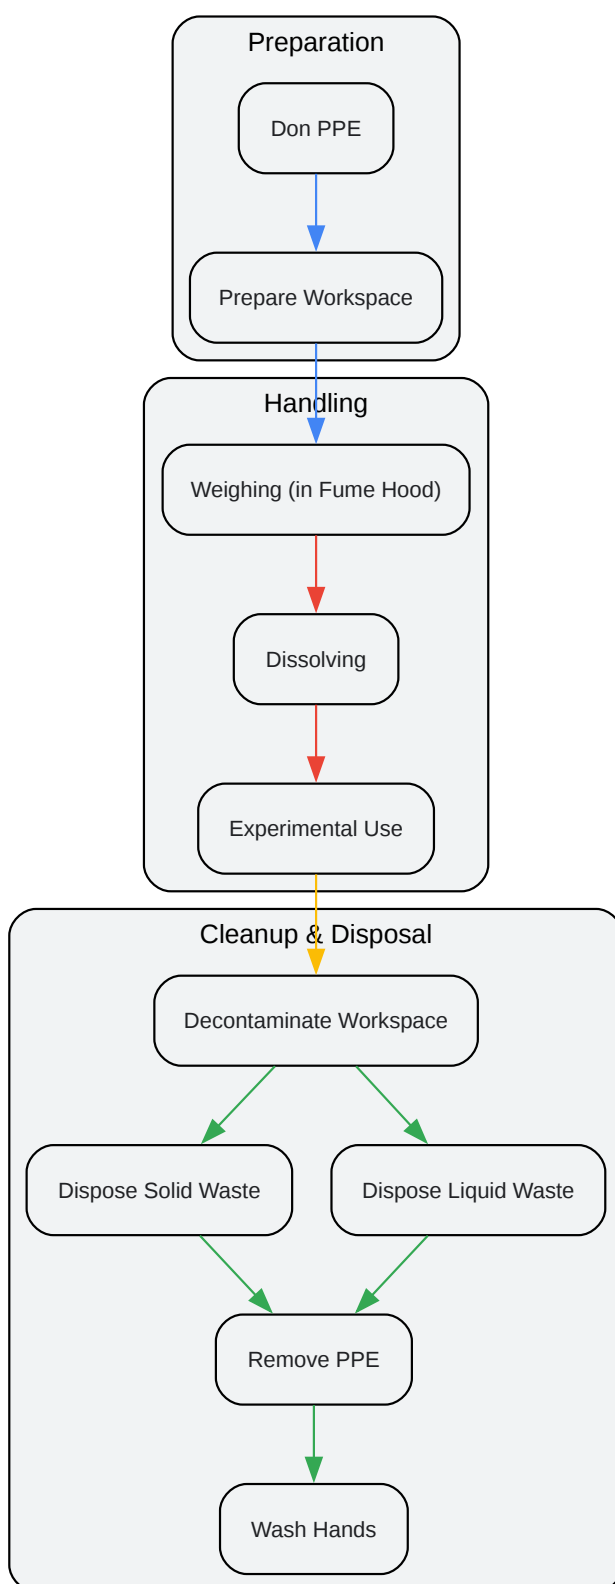 Preparation
Don PPE
Prepare Workspace
Handling
Weighing (in Fume Hood)
Dissolving
Experimental Use
Cleanup & Disposal
Decontaminate Workspace
Dispose Solid Waste
Dispose Liquid Waste
Remove PPE
Wash Hands